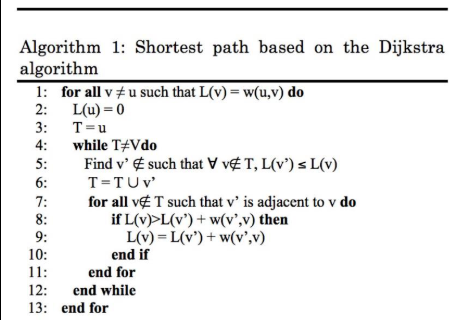 Algorithm 1: Shortest path based on the Dijkstra
algorithm
1: for all v ≠ u such that L(v) = w(u,v) do
2: L(u) = 0
3: T = u
4: while T≠Vdo
5: Find v’ ∉ such that ∀ v∉ T, L(v’) ≤ L(v)
6: T = T ∪ v’
7: for all v∉ T such that v’ is adjacent to v do
8: if L(v)>L(v’) + w(v’,v) then
9: L(v) = L(v’) + w(v’,v)
10: end if
11: end for
12: end while
13: end for